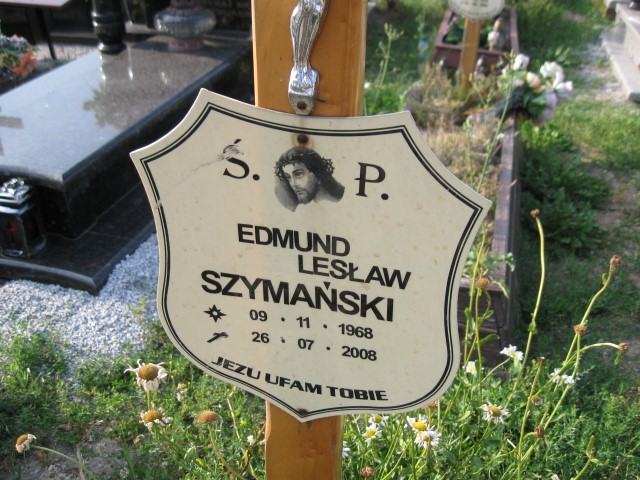 Ś. P.
EDMUND
LESŁAW
SZYMAŃSKI
09 · 11 · 1968
26 · 07 · 2008
JEZU UFAM TOBIE